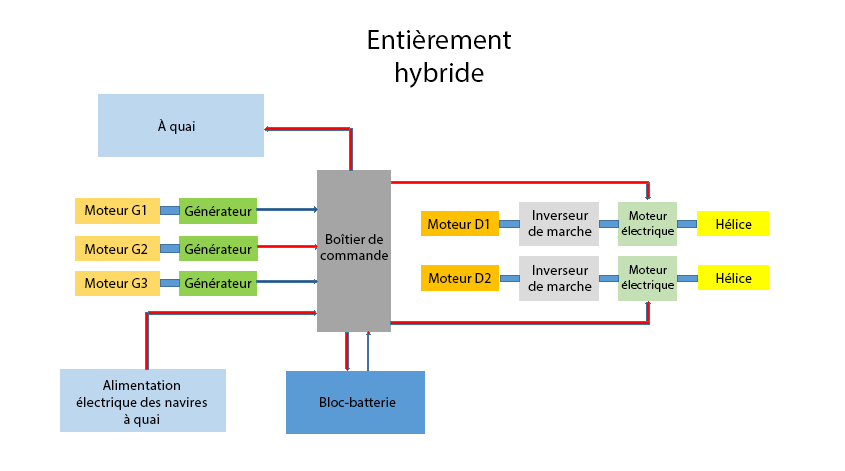 Entièrement
hybride
À quai
Moteur G1
Générateur
Moteur G2
Générateur
Moteur G3
Générateur
Boîtier de
commande
Moteur D1
Inverseur
de marche
Moteur
électrique
Hélice
Moteur D2
Inverseur
de marche
Moteur
électrique
Hélice
Alimentation
électrique des navires
à quai
Bloc-batterie